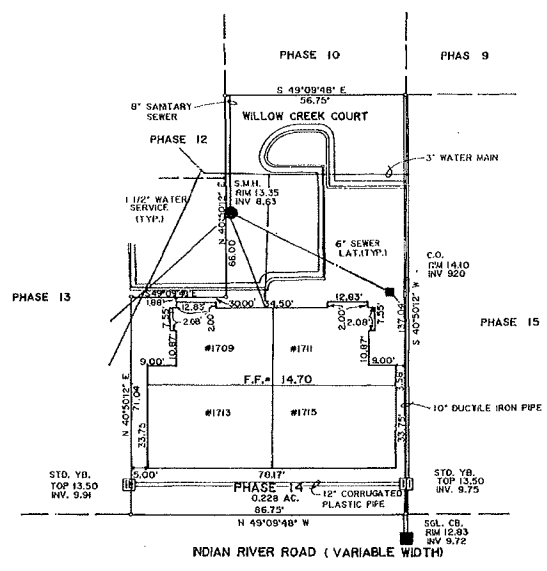 PHASE 10
PHAS 9
S 49°09'48" E
56.75'
8" SANITARY
SEWER
WILLOW CREEK COURT
PHASE 12
3" WATER MAIN
S.M.H.
RIM 13.35
INV 8.63
1 1/2" WATER
SERVICE
(TYP.)
N 40°50'12" E
66.00
6" SEWER
LAT.(TYP.)
C.O.
RIM 14.10
INV 9.20
S 40°50'12" W
137.04'
PHASE 13
PHASE 15
S 49°09'48" E
1.88'
12.83'
30.00'
34.50'
12.83'
7.55'
2.08'
2.00'
2.00'
2.08'
7.55'
10.87'
10.87'
#1709
#1711
9.00'
9.00'
F.F.= 14.70
3.58'
N 40°50'12" E
71.04
33.75
#1713
#1715
33.75'
10" DUCTILE IRON PIPE
STD. YB.
TOP 13.50
INV. 9.91
5.00'
78.17'
STD. YB.
TOP 13.50
INV. 9.75
PHASE 14
0.228 AC.
12" CORRUGATED
PLASTIC PIPE
86.75'
N 49°09'48" W
SGL. CB.
RIM 12.83
INV 9.72
NDIAN RIVER ROAD ( VARIABLE WIDTH)